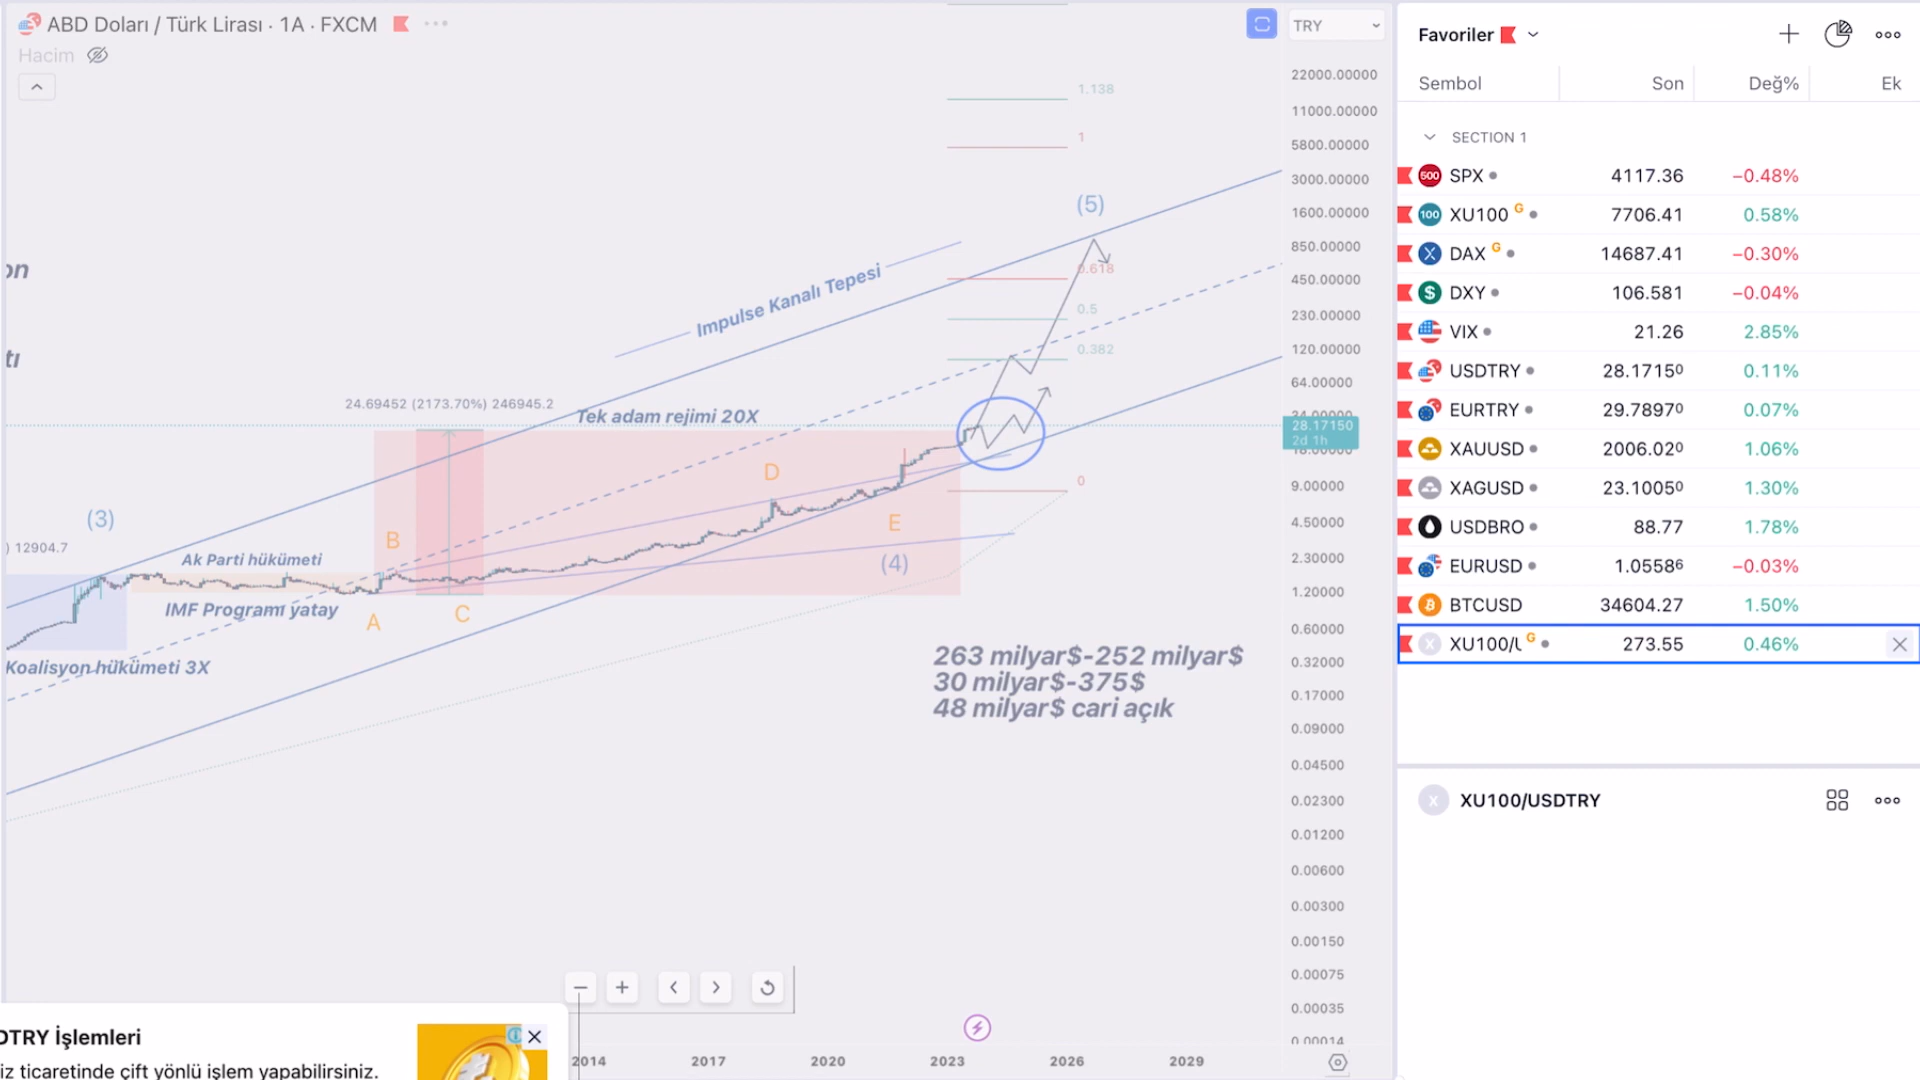 ABD Doları / Türk Lirası · 1A · FXCM
Hacim
TRY
22000.00000
11000.00000
5800.00000
3000.00000
1600.00000
850.00000
450.00000
230.00000
120.00000
64.00000
28.17150
2d 1h
9.00000
4.50000
2.30000
1.20000
0.60000
0.32000
0.17000
0.09000
0.04500
0.02300
0.01200
0.00600
0.00300
0.00150
0.00075
0.00035
0.00014
1.138
1
(5)
0.618
0.5
0.382
0
Impulse Kanalı Tepesi
24.69452 (2173.70%) 246945.2
Tek adam rejimi 20X
D
B
E
(4)
A
C
(3)
) 12904.7
Ak Parti hükümeti
IMF Programı yatay
Koalisyon hükümeti 3X
263 milyar$-252 milyar$
30 milyar$-375$
48 milyar$ cari açık
2014
2017
2020
2023
2026
2029
DTRY İşlemleri
iz ticaretinde çift yönlü işlem yapabilirsiniz.
Favoriler
Sembol Son Değ% Ek
SECTION 1
500 SPX 4117.36 −0.48%
100 XU100 G 7706.41 0.58%
DAX G 14687.41 −0.30%
DXY 106.581 −0.04%
VIX 21.26 2.85%
USDTRY 28.17150 0.11%
EURTRY 29.78970 0.07%
XAUUSD 2006.020 1.06%
XAGUSD 23.10050 1.30%
USDBRO 88.77 1.78%
EURUSD 1.05586 −0.03%
BTCUSD 34604.27 1.50%
X XU100/U G 273.55 0.46%
X XU100/USDTRY